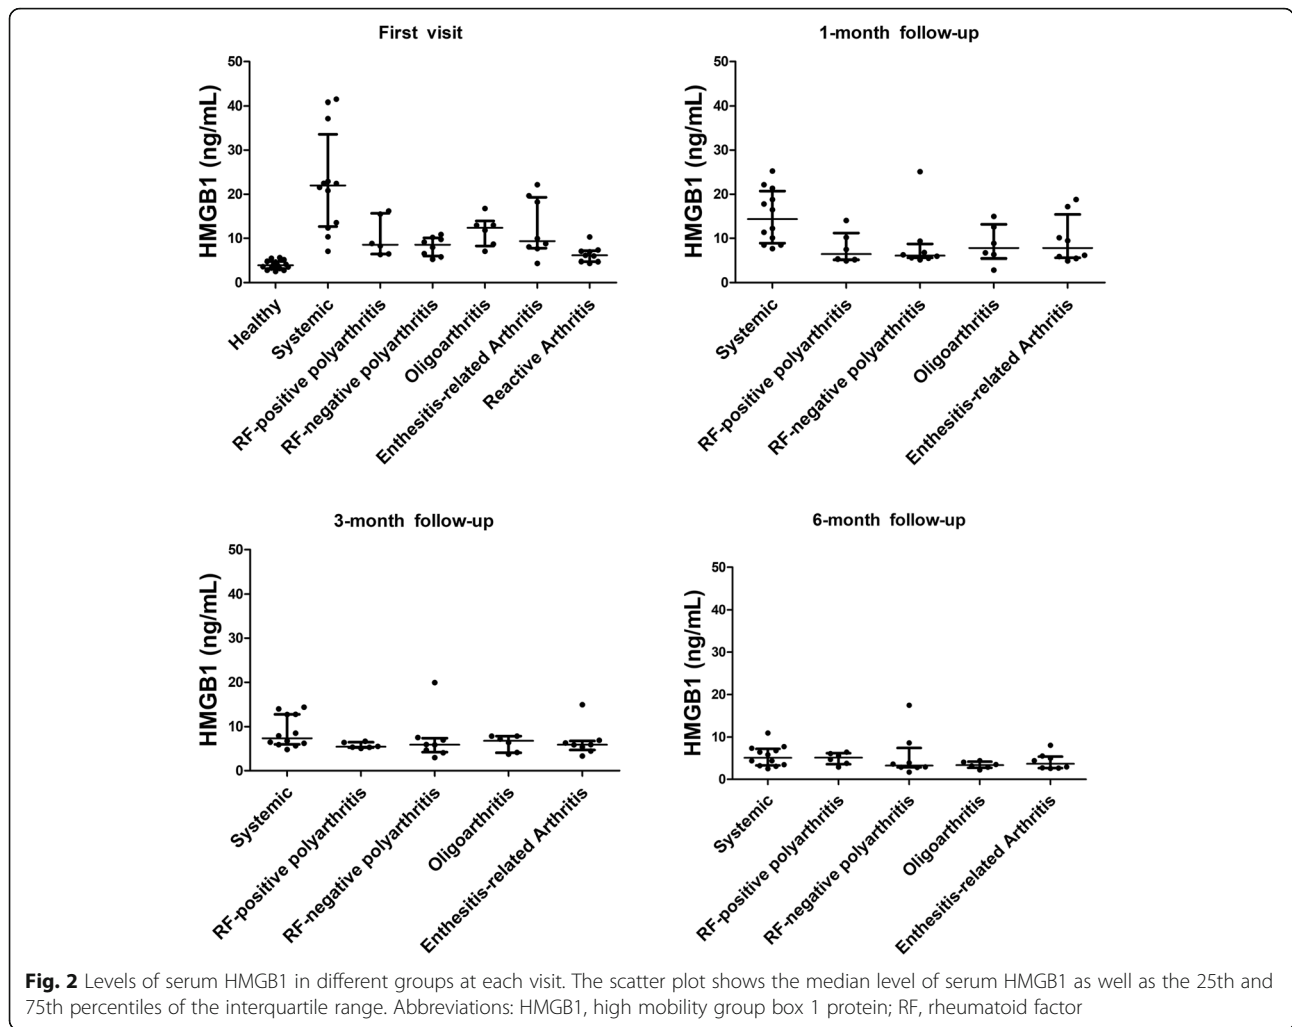 First visit
HMGB1 (ng/mL)
50
40
30
20
10
0
Healthy
Systemic
RF-positive polyarthritis
RF-negative polyarthritis
Oligoarthritis
Enthesitis-related Arthritis
Reactive Arthritis
1-month follow-up
HMGB1 (ng/mL)
50
40
30
20
10
0
Systemic
RF-positive polyarthritis
RF-negative polyarthritis
Oligoarthritis
Enthesitis-related Arthritis
3-month follow-up
HMGB1 (ng/mL)
50
40
30
20
10
0
Systemic
RF-positive polyarthritis
RF-negative polyarthritis
Oligoarthritis
Enthesitis-related Arthritis
6-month follow-up
HMGB1 (ng/mL)
50
40
30
20
10
0
Systemic
RF-positive polyarthritis
RF-negative polyarthritis
Oligoarthritis
Enthesitis-related Arthritis
Fig. 2 Levels of serum HMGB1 in different groups at each visit. The scatter plot shows the median level of serum HMGB1 as well as the 25th and
75th percentiles of the interquartile range. Abbreviations: HMGB1, high mobility group box 1 protein; RF, rheumatoid factor